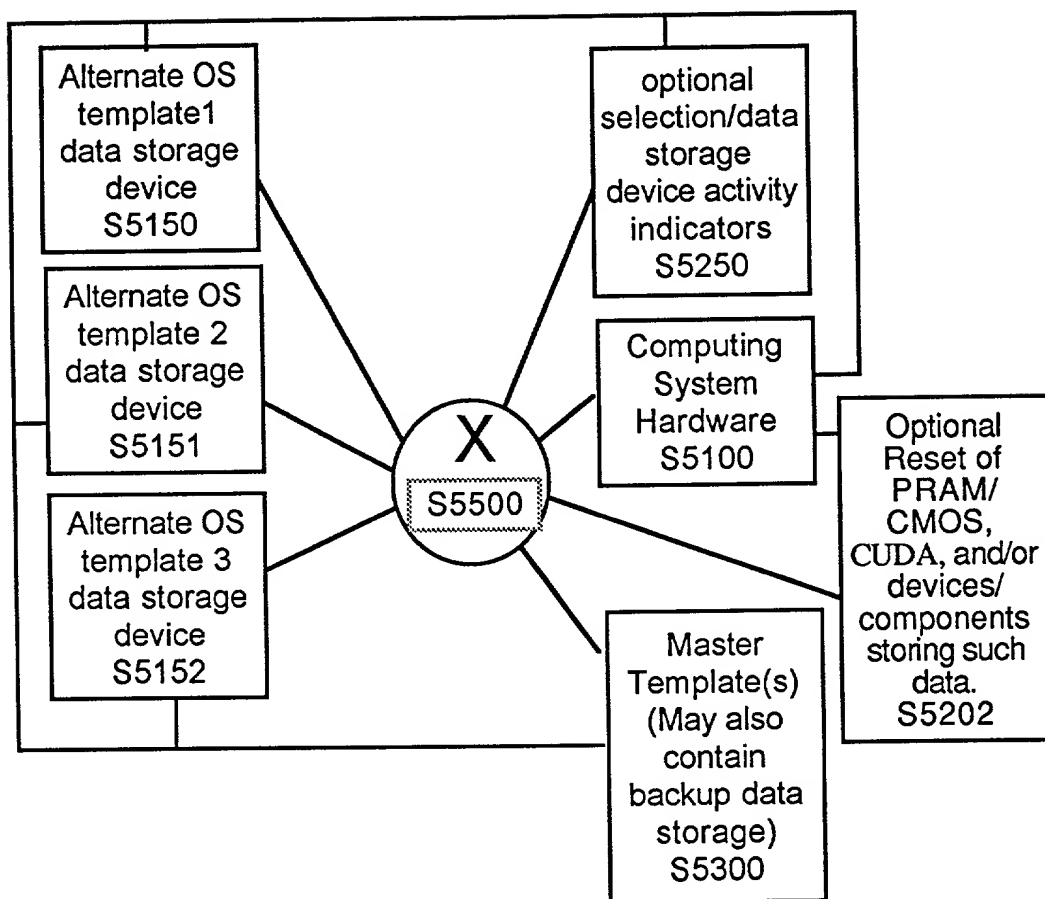 Alternate OS
template1
data storage
device
S5150
optional
selection/data
storage
device activity
indicators
S5250
Alternate OS
template 2
data storage
device
S5151
Computing
System
Hardware
S5100
X
S5500
Optional
Reset of
PRAM/
CMOS,
CUDA, and/or
devices/
components
storing such
data.
S5202
Alternate OS
template 3
data storage
device
S5152
Master
Template(s)
(May also
contain
backup data
storage)
S5300